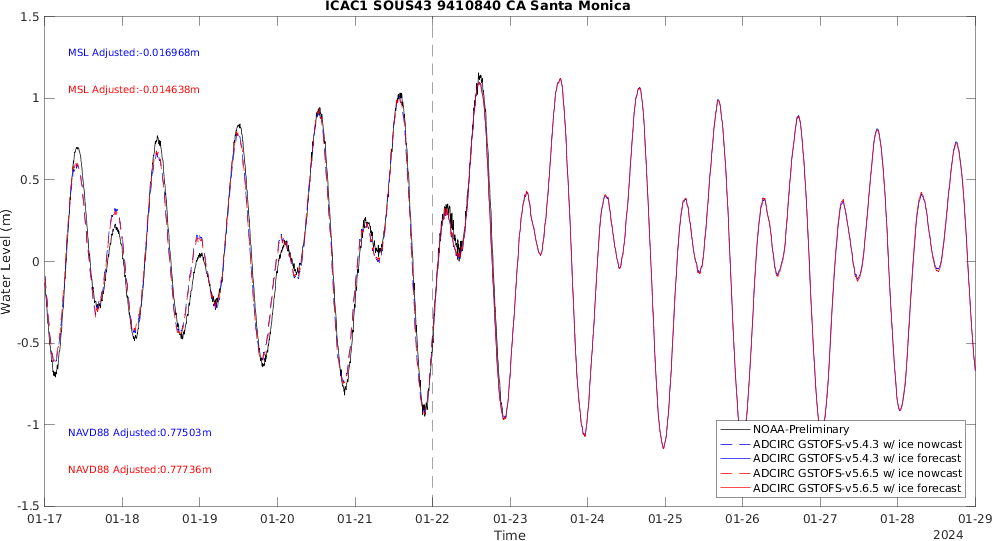 ICAC1 SOUS43 9410840 CA Santa Monica
1.5
1
0.5
0
-0.5
-1
-1.5
Water Level (m)
MSL Adjusted:-0.016968m
MSL Adjusted:-0.014638m
NAVD88 Adjusted:0.77503m
NAVD88 Adjusted:0.77736m
NOAA-Preliminary
ADCIRC GSTOFS-v5.4.3 w/ ice nowcast
ADCIRC GSTOFS-v5.4.3 w/ ice forecast
ADCIRC GSTOFS-v5.6.5 w/ ice nowcast
ADCIRC GSTOFS-v5.6.5 w/ ice forecast
01-17 01-18 01-19 01-20 01-21 01-22 01-23 01-24 01-25 01-26 01-27 01-28 01-29
Time
2024